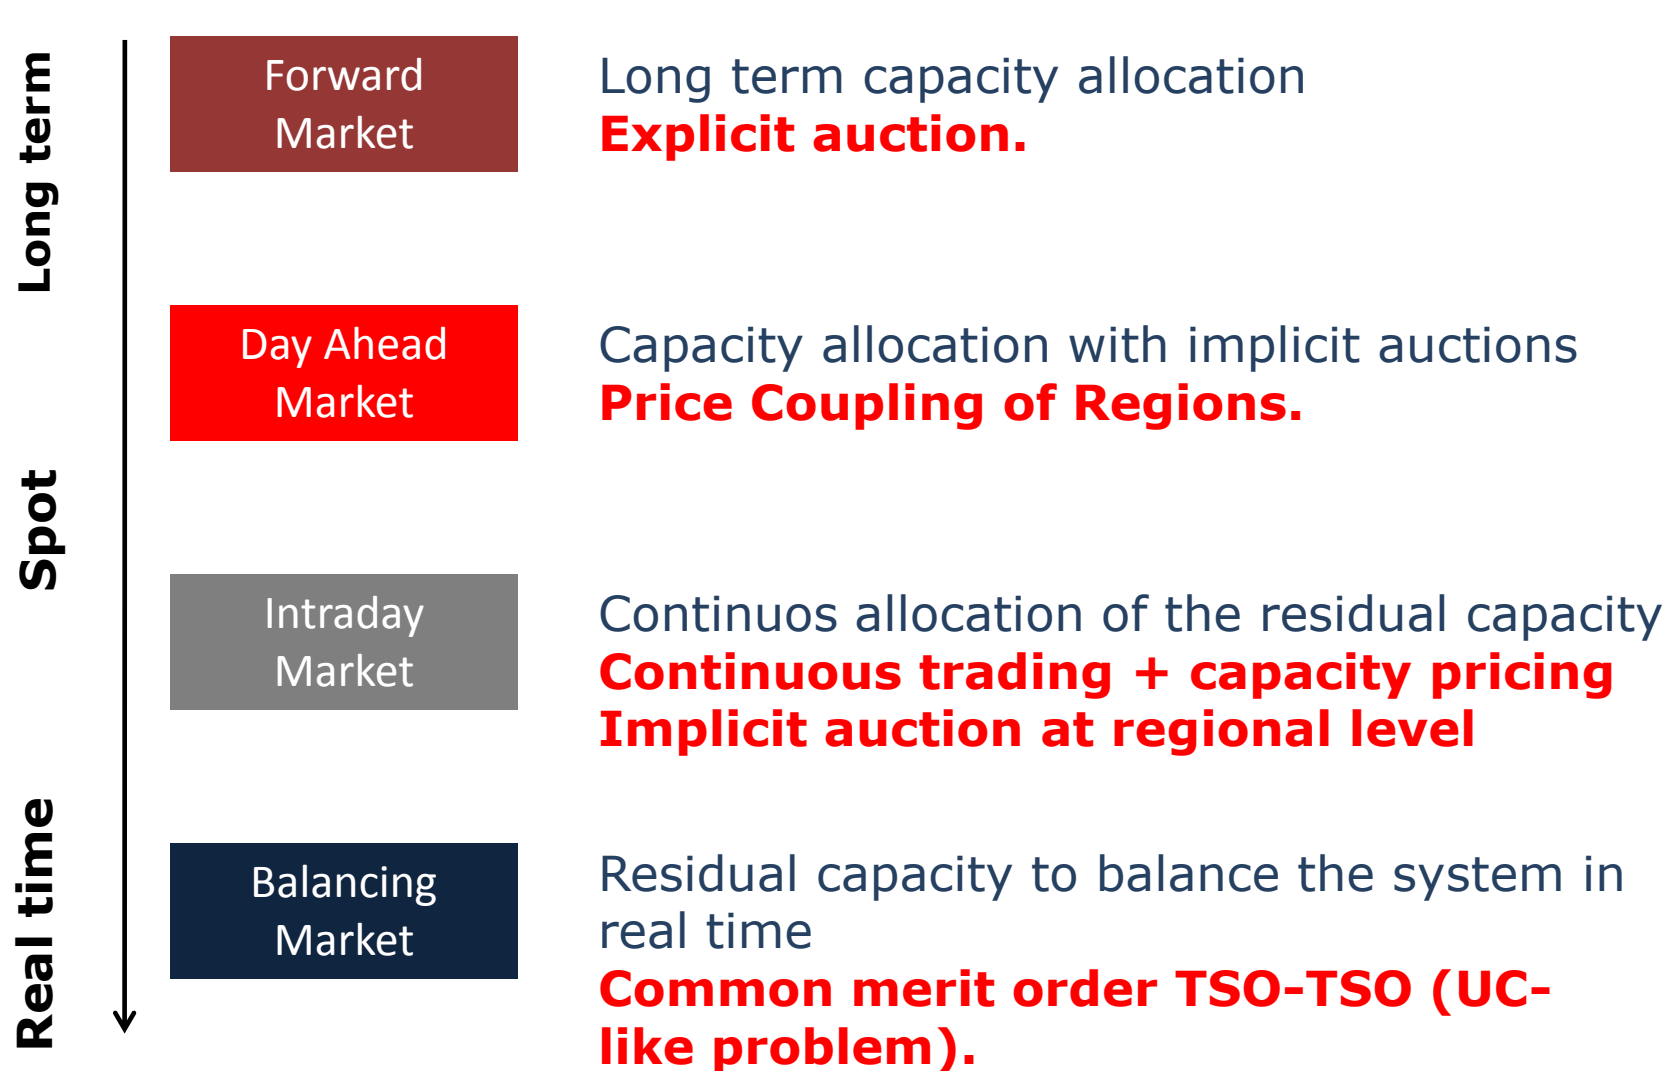 Long term
Forward
Market
Long term capacity allocation
Explicit auction.
Day Ahead
Market
Capacity allocation with implicit auctions
Price Coupling of Regions.
Spot
Intraday
Market
Continuos allocation of the residual capacity
Continuous trading + capacity pricing
Implicit auction at regional level
Real time
Balancing
Market
Residual capacity to balance the system in
real time
Common merit order TSO-TSO (UC-
like problem).